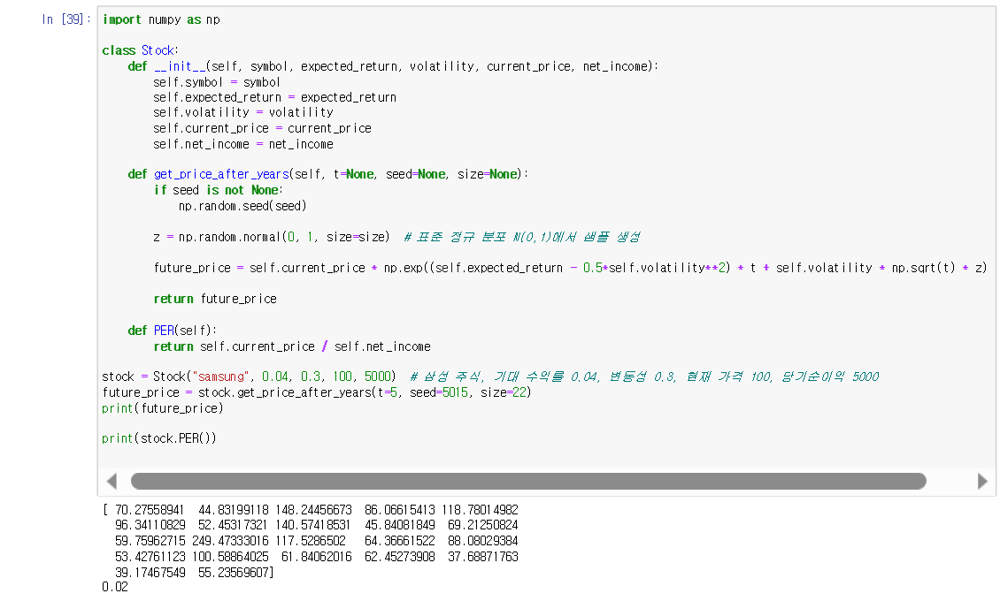 In [39]:
import numpy as np
class Stock:
    def __init__(self, symbol, expected_return, volatility, current_price, net_income):
        self.symbol = symbol
        self.expected_return = expected_return
        self.volatility = volatility
        self.current_price = current_price
        self.net_income = net_income
    def get_price_after_years(self, t=None, seed=None, size=None):
        if seed is not None:
            np.random.seed(seed)
        z = np.random.normal(0, 1, size=size)  # 표준 정규 분포 N(0,1)에서 샘플 생성
        future_price = self.current_price * np.exp((self.expected_return - 0.5*self.volatility**2) * t + self.volatility * np.sqrt(t) * z)
        return future_price
    def PER(self):
        return self.current_price / self.net_income
stock = Stock("samsung", 0.04, 0.3, 100, 5000)  # 삼성 주식, 기대 수익률 0.04, 변동성 0.3, 현재 가격 100, 당기순이익 5000
future_price = stock.get_price_after_years(t=5, seed=5015, size=22)
print(future_price)
print(stock.PER())
[ 70.27558941  44.83199118 148.24456673  86.06615413 118.78014982
  96.34110829  52.45317321 140.57418531  45.84081849  69.21250824
  59.75962715 249.47333016 117.5286502   64.36661522  88.08029384
  53.42761123 100.58864025  61.84062016  62.45273908  37.68871763
  39.17467549  55.23569607]
0.02